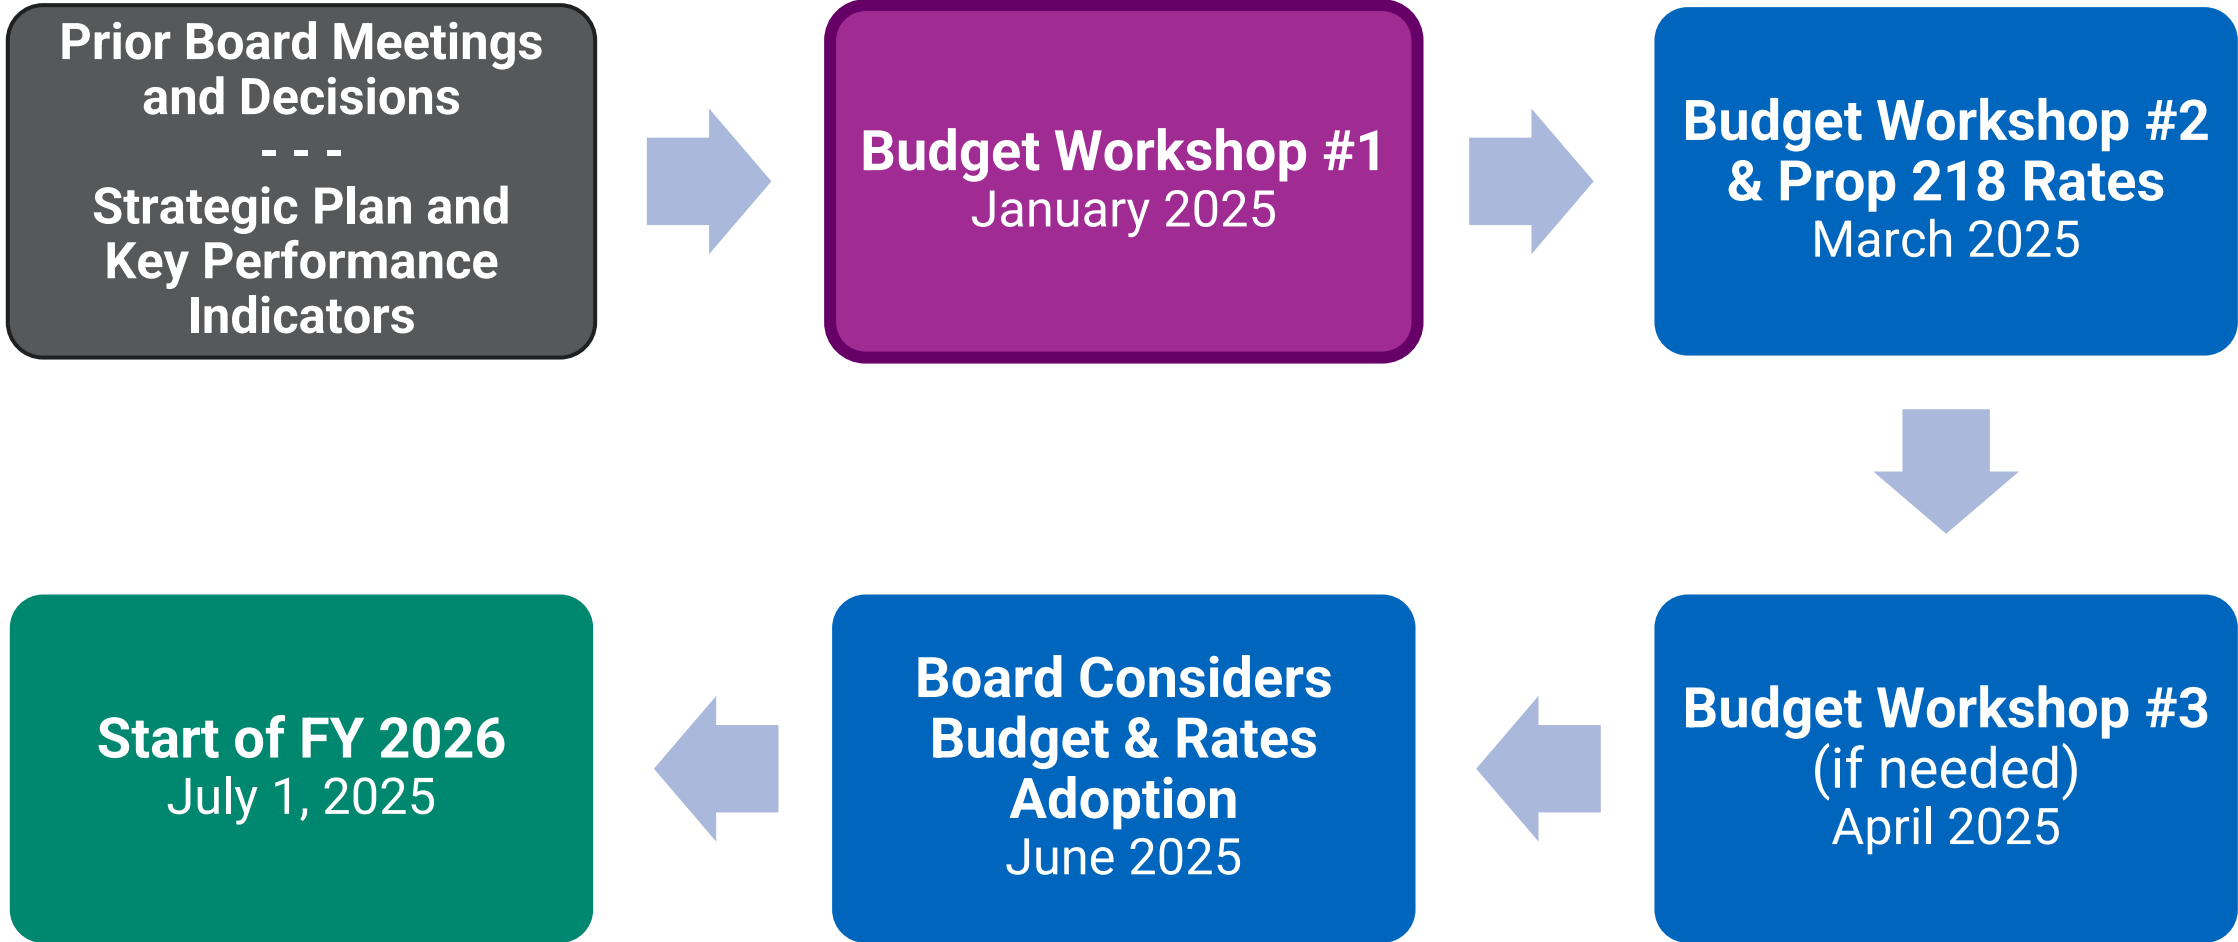 Prior Board Meetings
and Decisions
- - -
Strategic Plan and
Key Performance
Indicators
Budget Workshop #1
January 2025
Budget Workshop #2
& Prop 218 Rates
March 2025
Budget Workshop #3
(if needed)
April 2025
Board Considers
Budget & Rates
Adoption
June 2025
Start of FY 2026
July 1, 2025